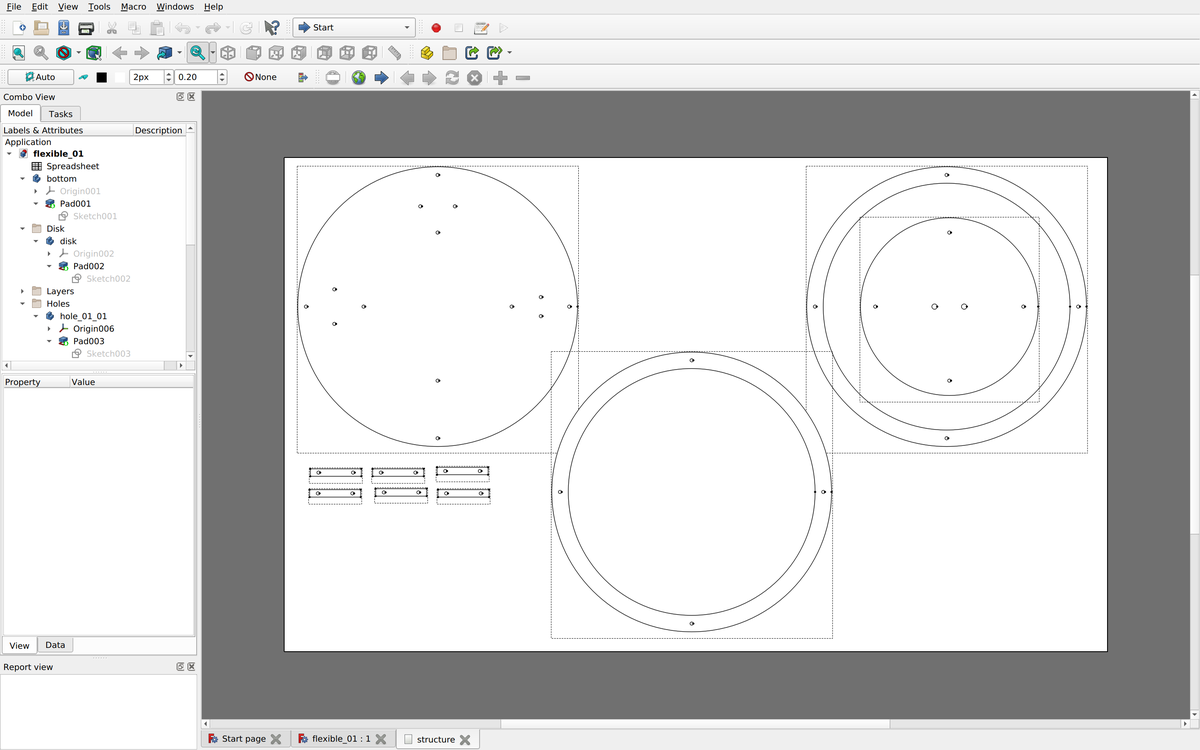 File Edit View Tools Macro Windows Help
Start
Auto 2px 0.20 None
Combo View
Model Tasks
Labels & Attributes Description
Application
flexible_01
Spreadsheet
bottom
Origin001
Pad001
Sketch001
Disk
disk
Origin002
Pad002
Sketch002
Layers
Holes
hole_01_01
Origin006
Pad003
Sketch003
Property Value
View Data
Report view
Start page flexible_01 : 1 structure